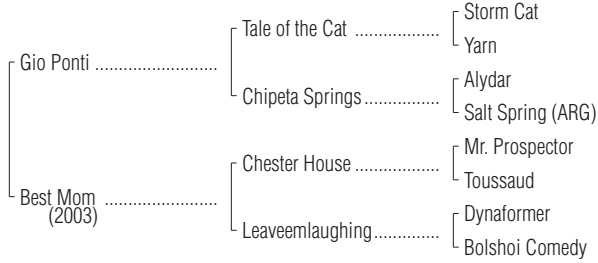 Storm Cat
Tale of the Cat ..................
Yarn
Gio Ponti ..........................
Alydar
Chipeta Springs................
Salt Spring (ARG)
Mr. Prospector
Chester House ..................
Toussaud
Best Mom ........................
(2003)
Dynaformer
Leaveemlaughing..............
Bolshoi Comedy